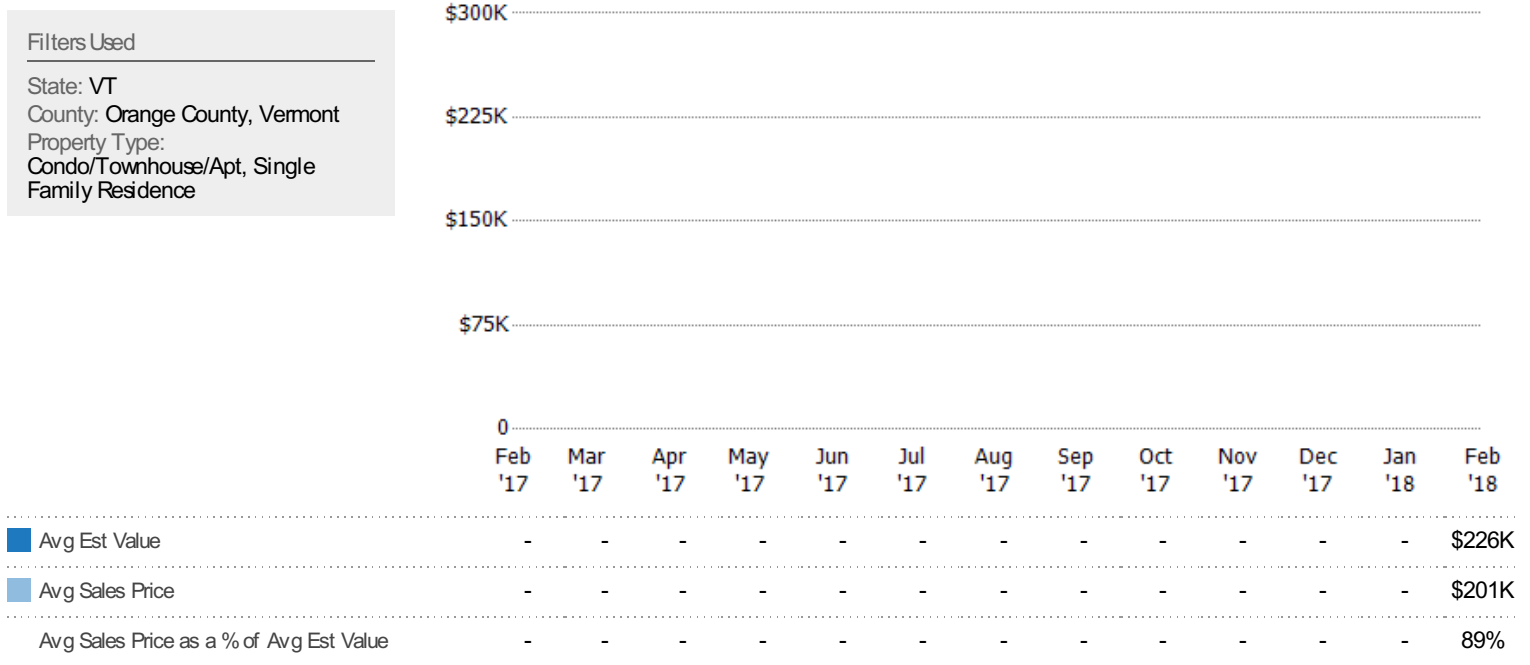 Filters Used
State: VT
County: Orange County, Vermont
Property Type:
Condo/Townhouse/Apt, Single
Family Residence
$300K
$225K
$150K
$75K
0
Feb Mar Apr May Jun Jul Aug Sep Oct Nov Dec Jan Feb
'17 '17 '17 '17 '17 '17 '17 '17 '17 '17 '17 '18 '18
Avg Est Value - - - - - - - - - - - - $226K
Avg Sales Price - - - - - - - - - - - - $201K
Avg Sales Price as a % of Avg Est Value - - - - - - - - - - - - 89%